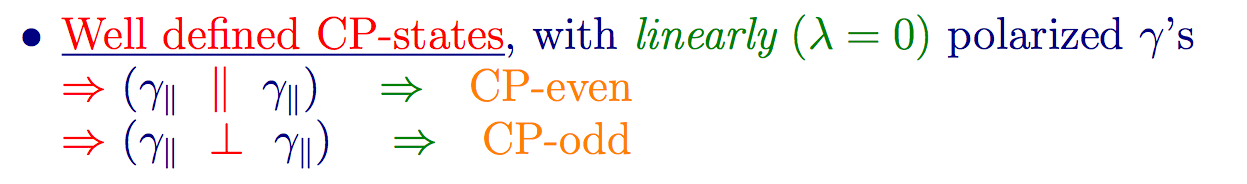 • Well defined CP-states, with linearly (λ = 0) polarized γ's
⇒ (γ∥ ∥ γ∥) ⇒ CP-even
⇒ (γ∥ ⊥ γ∥) ⇒ CP-odd